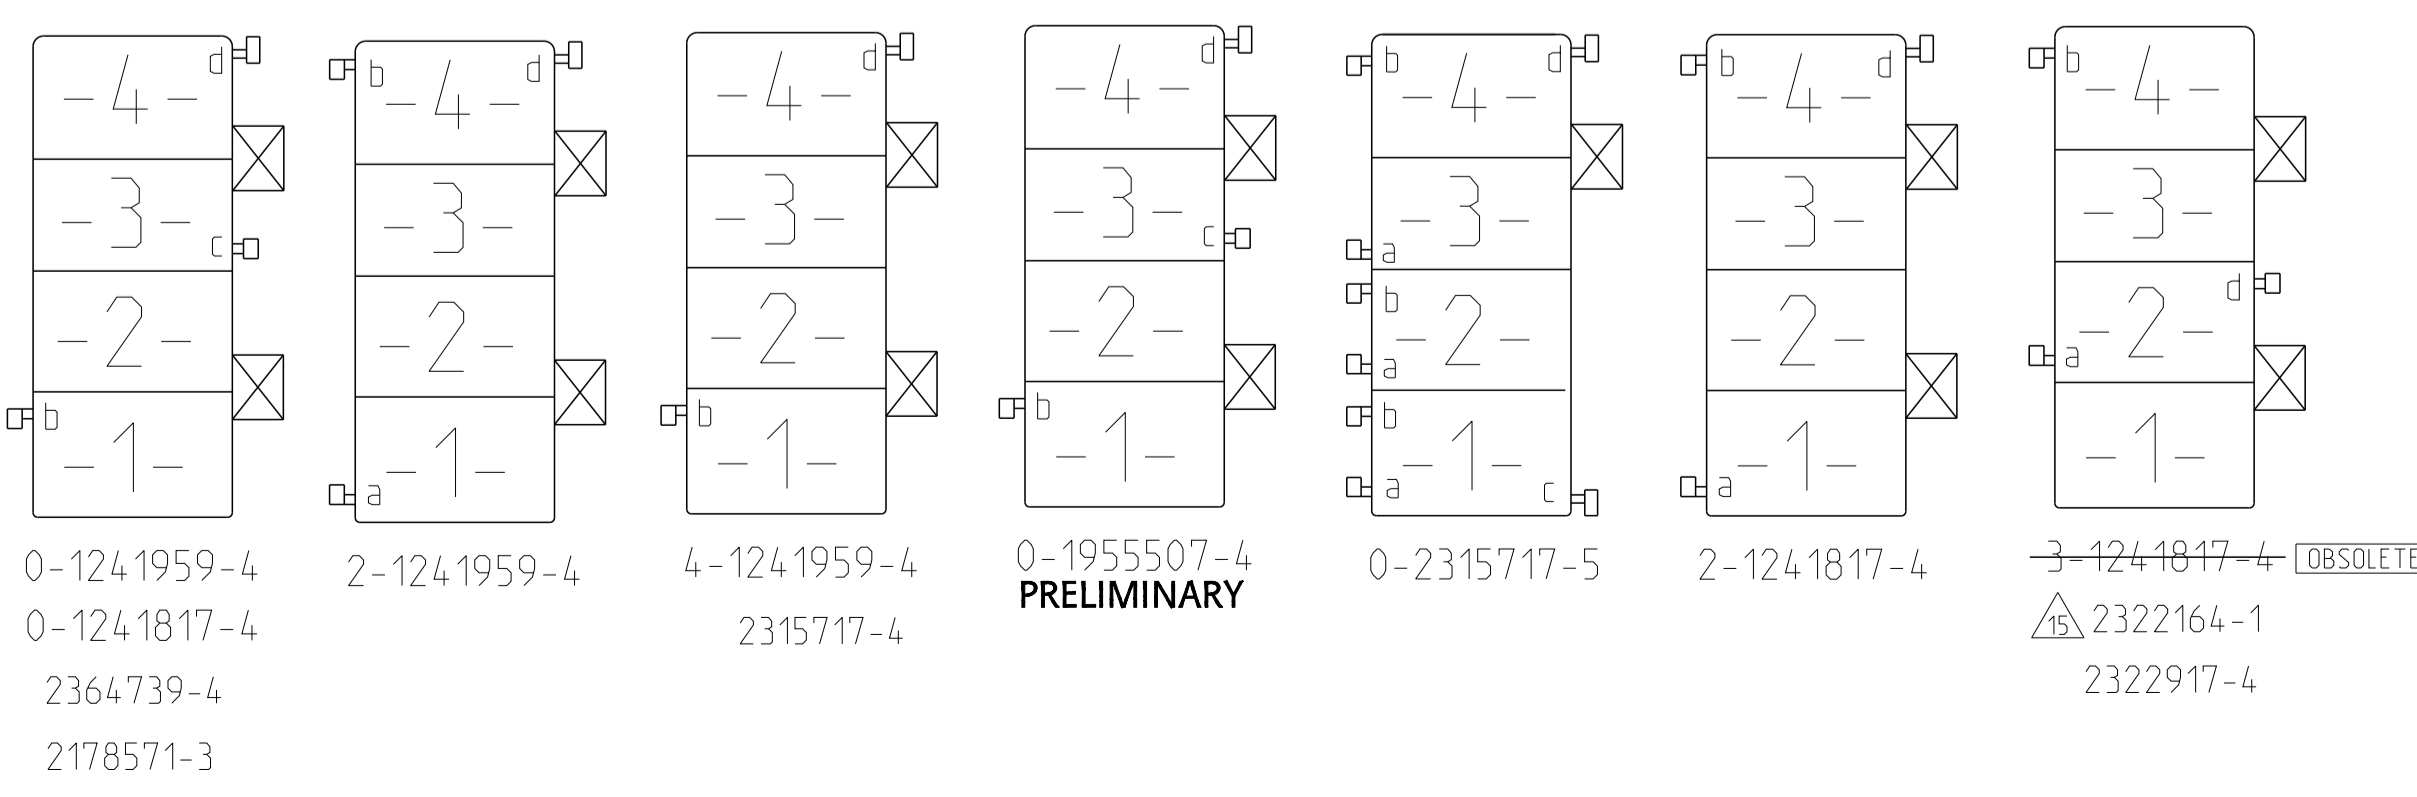 d
-4-
-3-
c
-2-
b
-1-
0-1241959-4
0-1241817-4
2364739-4
2178571-3
b
d
-4-
-3-
-2-
-1-
a
2-1241959-4
d
-4-
-3-
-2-
b
-1-
4-1241959-4
2315717-4
d
-4-
-3-
c
-2-
b
-1-
0-1955507-4
PRELIMINARY
b
d
-4-
-3-
a
b
-2-
a
b
-1-
a
c
0-2315717-5
b
d
-4-
-3-
-2-
-1-
a
2-1241817-4
b
-4-
-3-
d
-2-
a
-1-
3-1241817-4 OBSOLETE
15 2322164-1
2322917-4